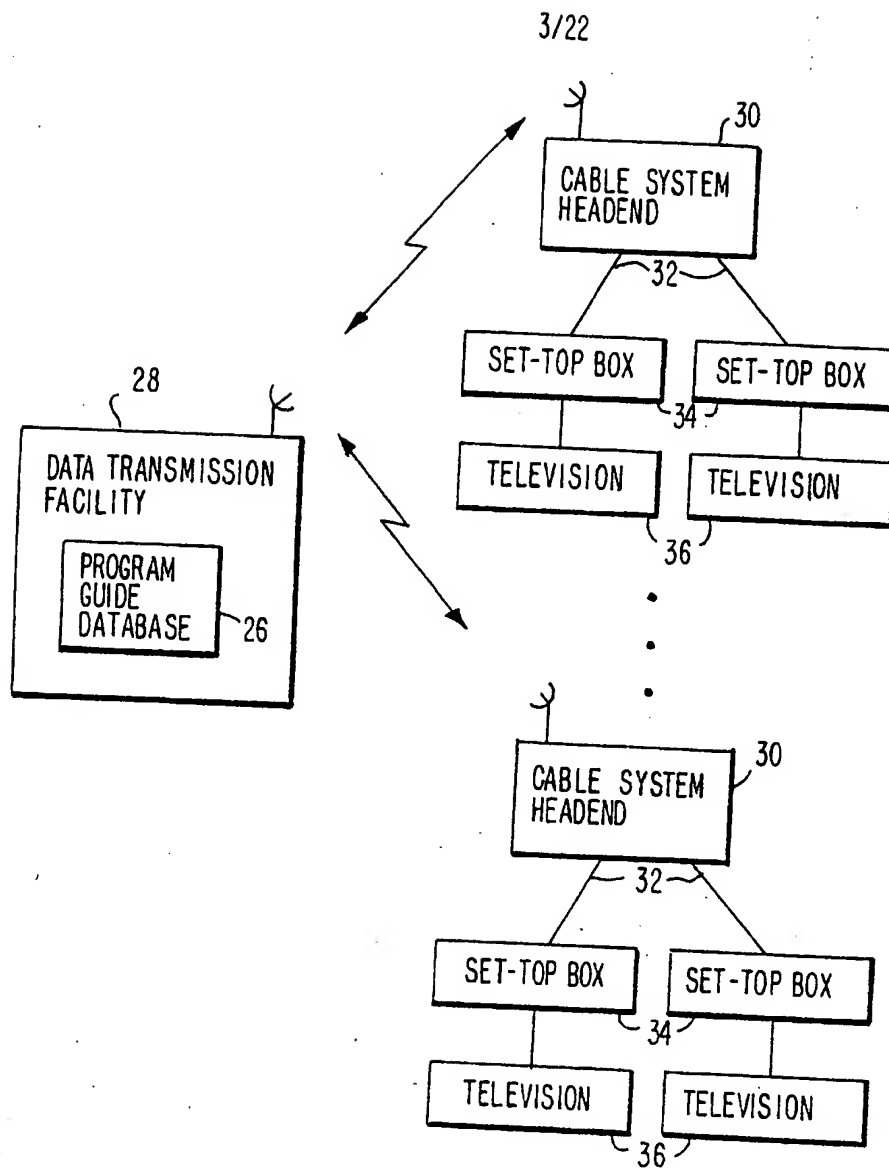 3/22
30
CABLE SYSTEM
HEADEND
32
SET-TOP BOX
SET-TOP BOX
34
TELEVISION
TELEVISION
36
28
DATA TRANSMISSION
FACILITY
PROGRAM
GUIDE
DATABASE
26
30
CABLE SYSTEM
HEADEND
32
SET-TOP BOX
SET-TOP BOX
34
TELEVISION
TELEVISION
36